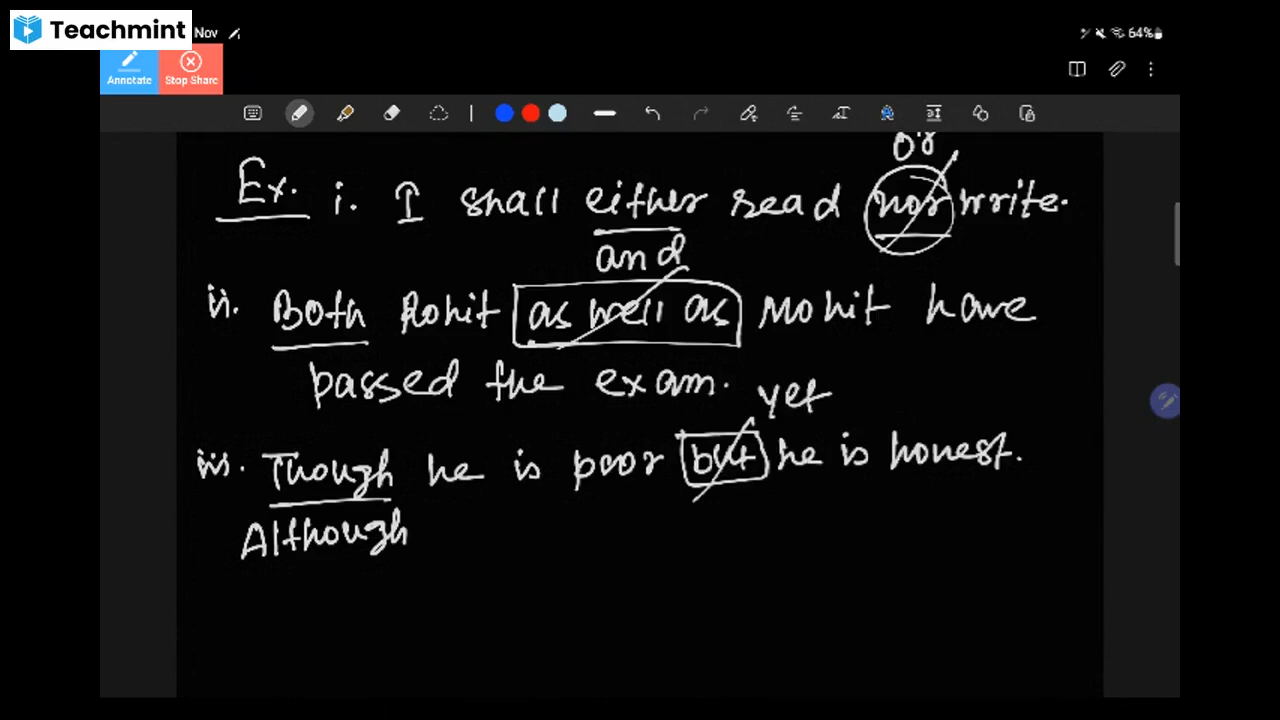 Teachmint
Nov
64%
Annotate Stop Share
or
Ex. i. I shall either read nor write.
and
ii. Both Rohit as well as Mohit have
passed the exam.
yet
iii. Though he is poor but he is honest.
Although